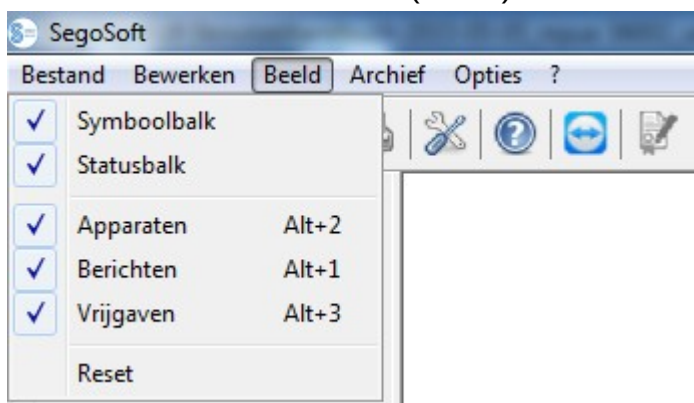 SegoSoft
Bestand Bewerken Beeld Archief Opties ?
Symboolbalk
Statusbalk
Apparaten Alt+2
Berichten Alt+1
Vrijgaven Alt+3
Reset